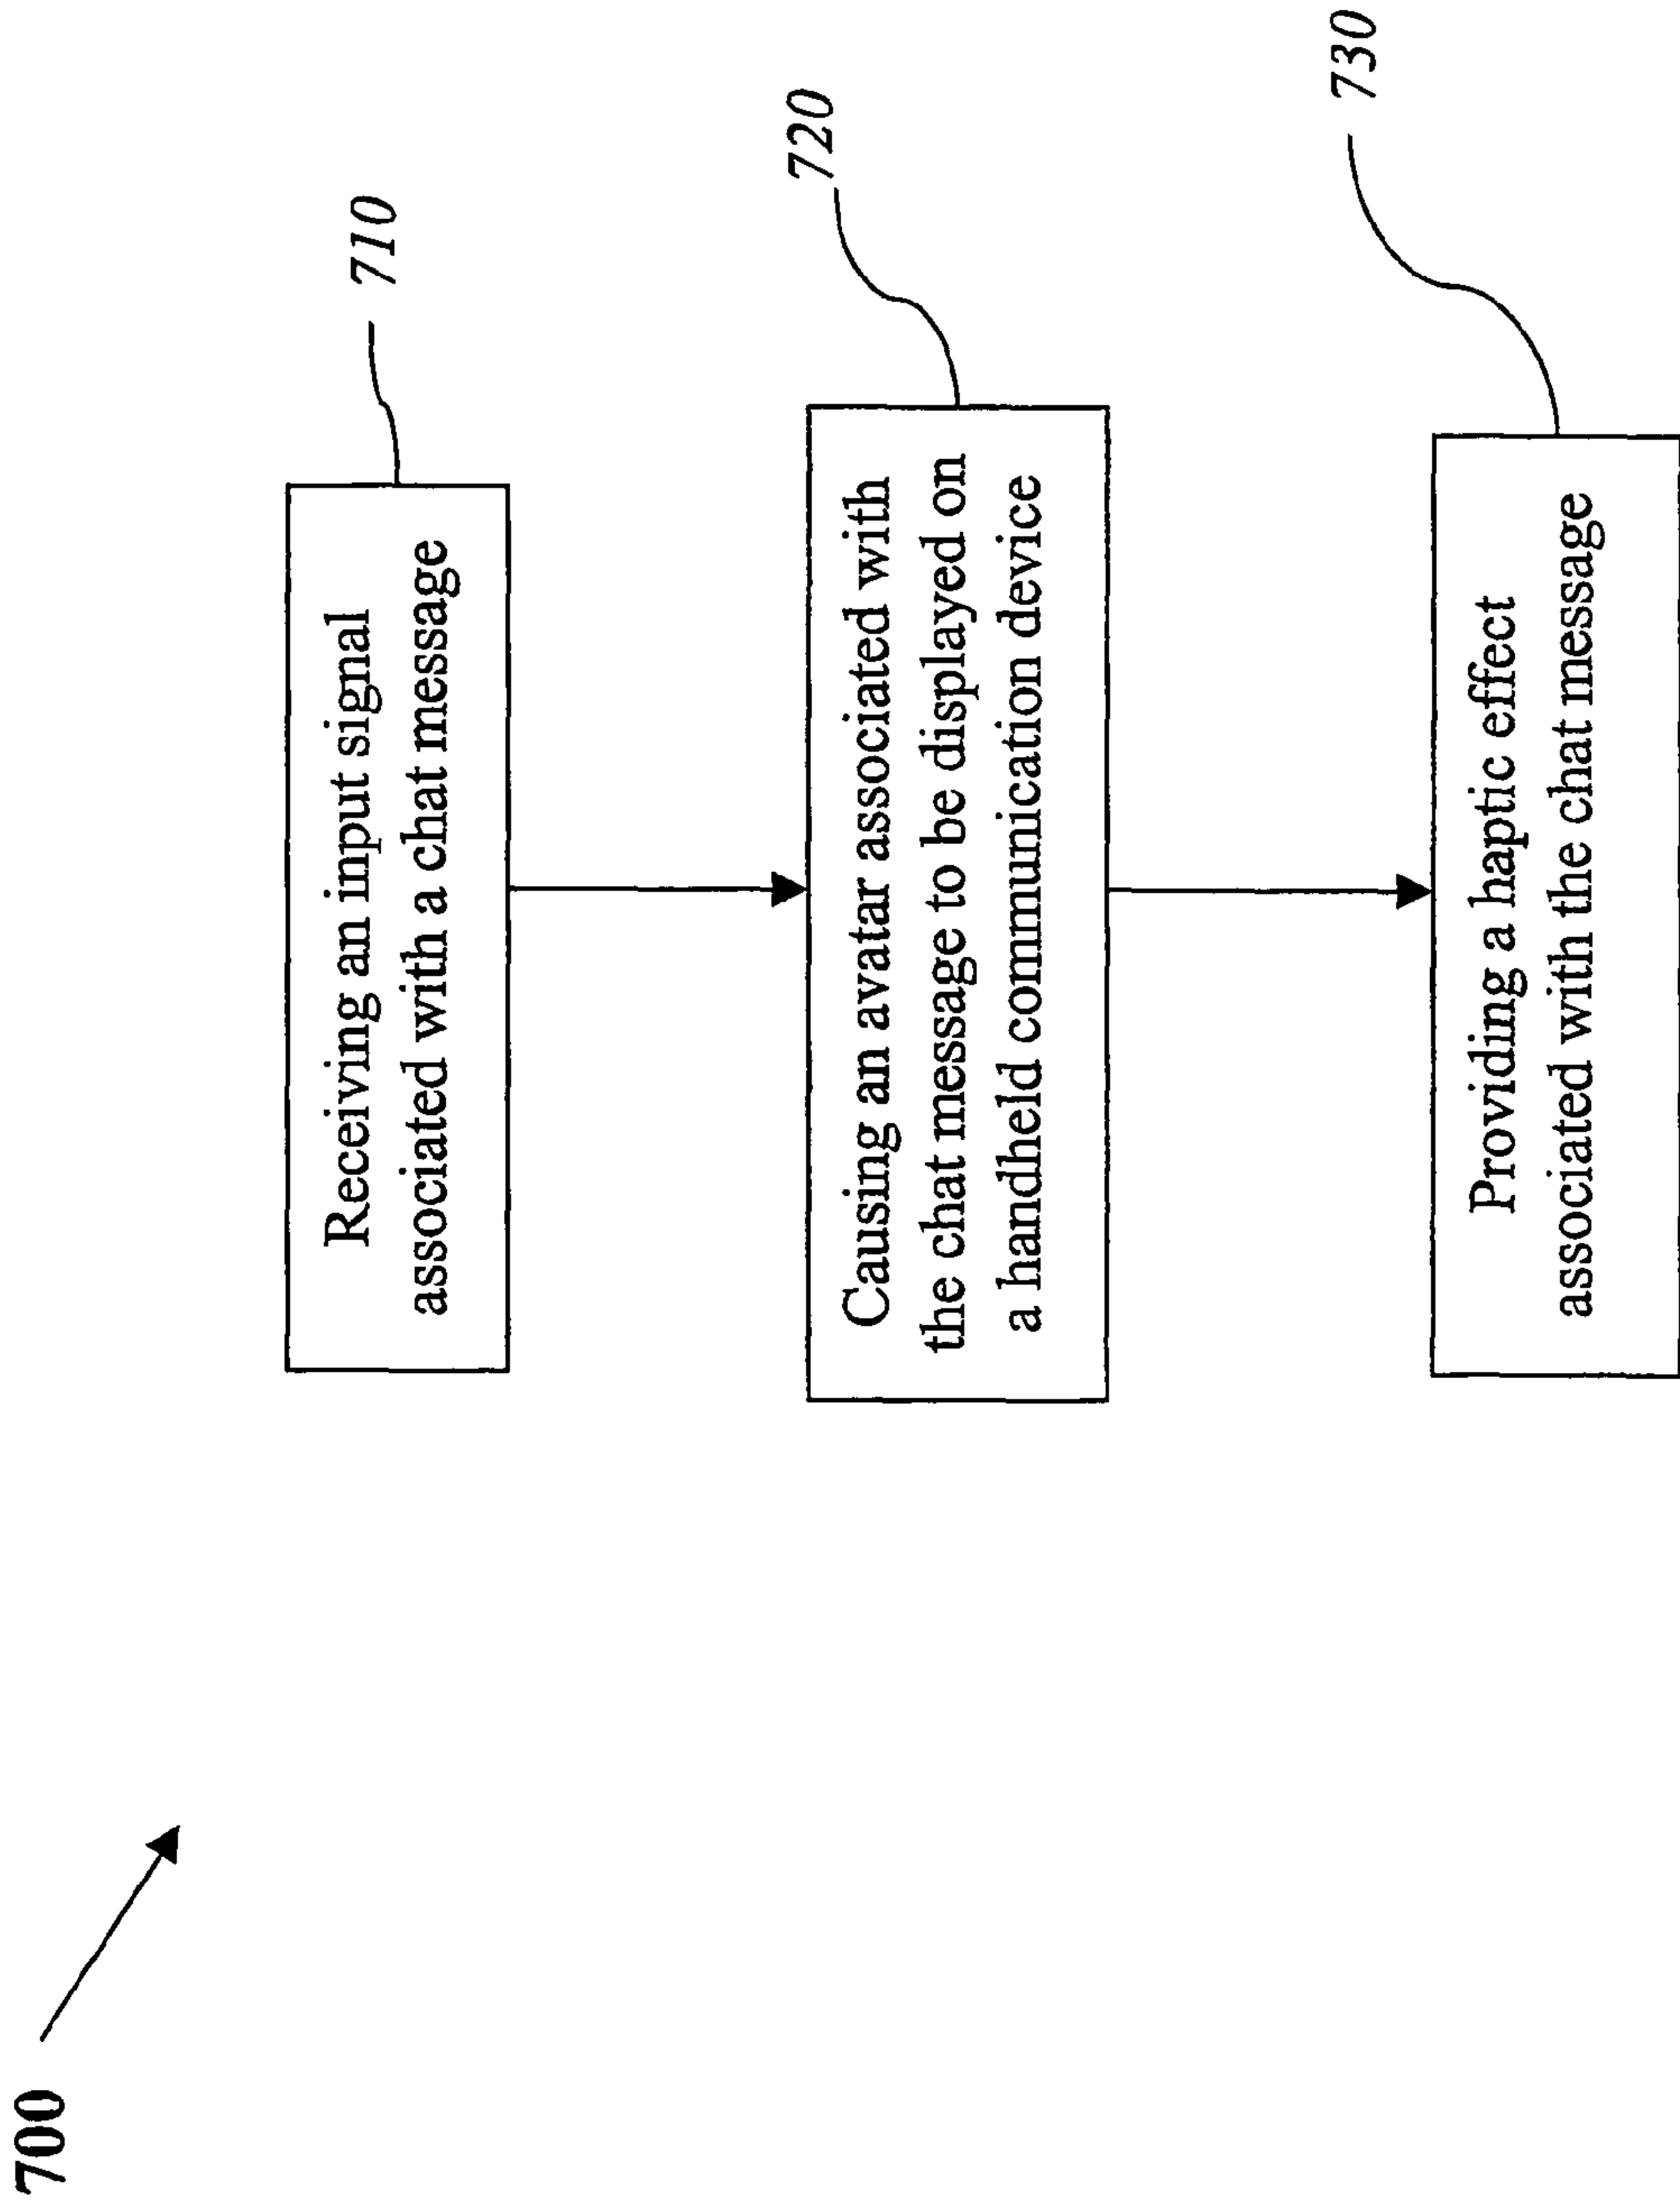 700
Receiving an input signal
associated with a chat message
710
Causing an avatar associated with
the chat message to be displayed on
a handheld communication device
720
Providing a haptic effect
associated with the chat message
730